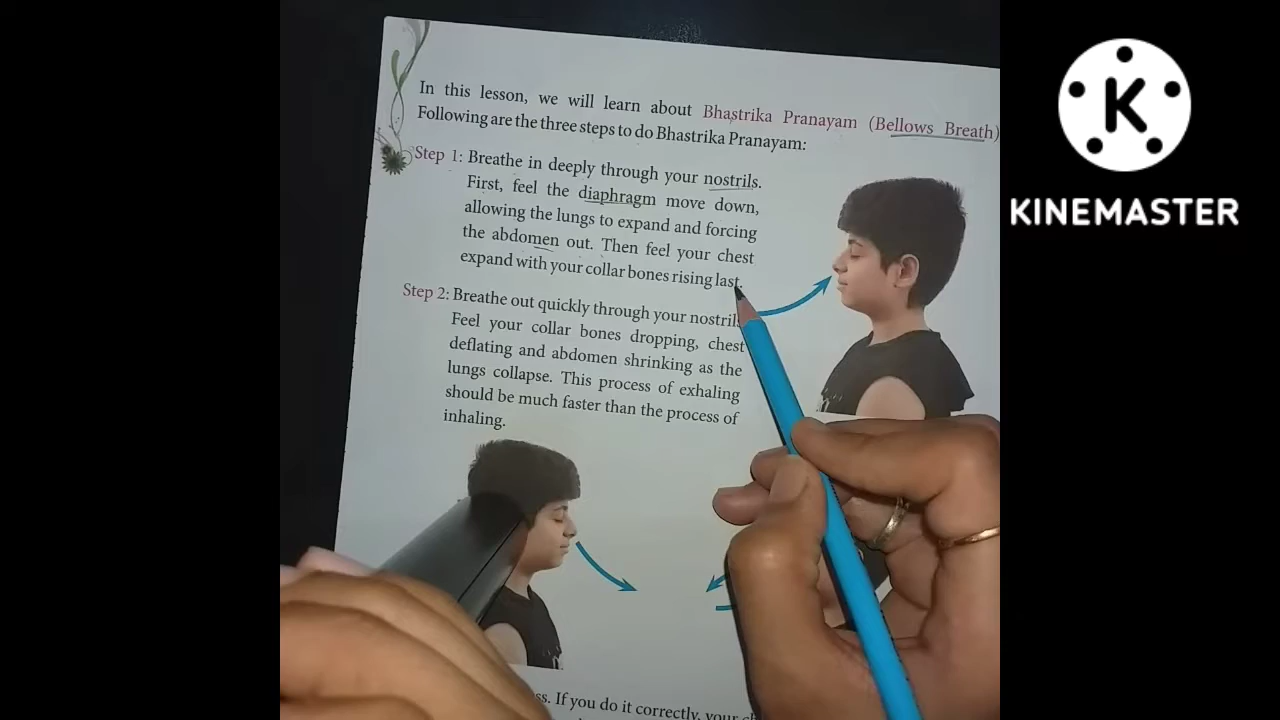 In this lesson, we will learn about Bhastrika Pranayam (Bellows Breath)
Following are the three steps to do Bhastrika Pranayam:
Step 1: Breathe in deeply through your nostrils.
First, feel the diaphragm move down,
allowing the lungs to expand and forcing
the abdomen out. Then feel your chest
expand with your collar bones rising last.
Step 2: Breathe out quickly through your nostrils
Feel your collar bones dropping, chest
deflating and abdomen shrinking as the
lungs collapse. This process of exhaling
should be much faster than the process of
inhaling.
If you do it correctly, your
K
KINEMASTER